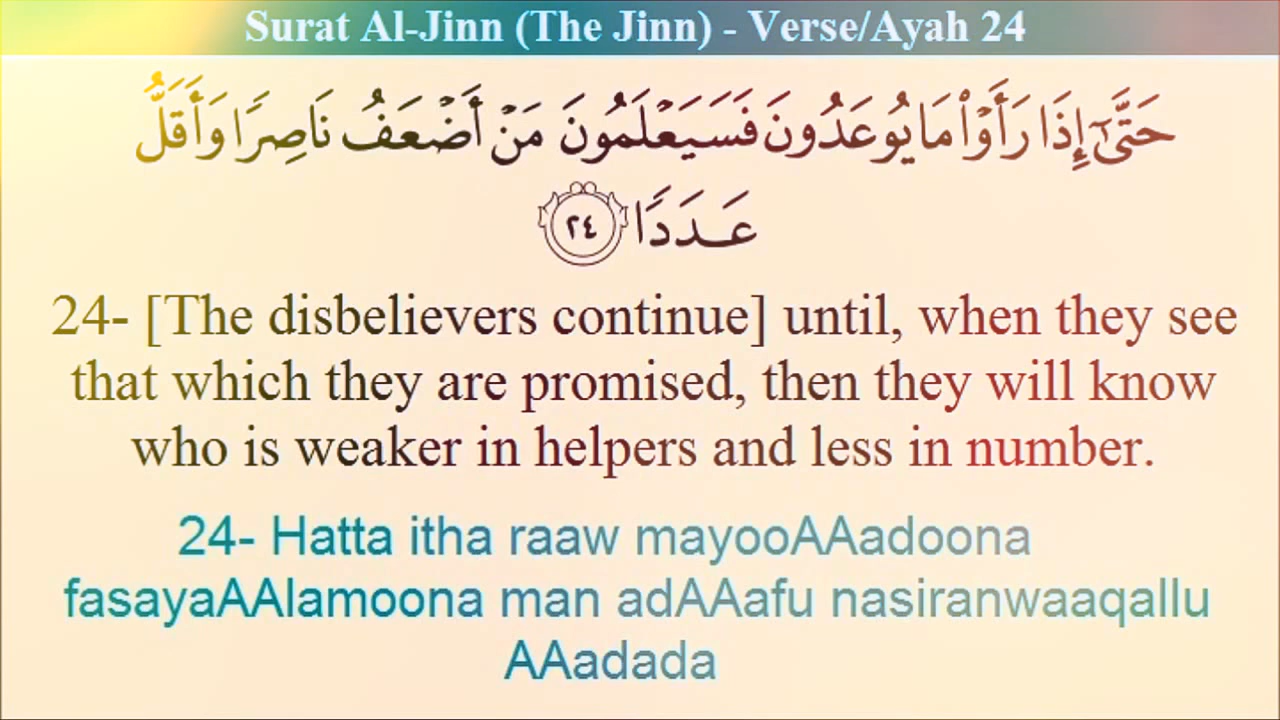 Surat Al-Jinn (The Jinn) - Verse/Ayah 24
حَتَّىٰٓ إِذَا رَأَوۡاْ مَا يُوعَدُونَ فَسَيَعۡلَمُونَ مَنۡ أَضۡعَفُ نَاصِرٗا وَأَقَلُّ
عَدَدٗا ٢٤
24- [The disbelievers continue] until, when they see
that which they are promised, then they will know
who is weaker in helpers and less in number.
24- Hatta itha raaw mayooAAadoona
fasayaAAlamoona man adAAafu nasiranwaaqallu
AAadada